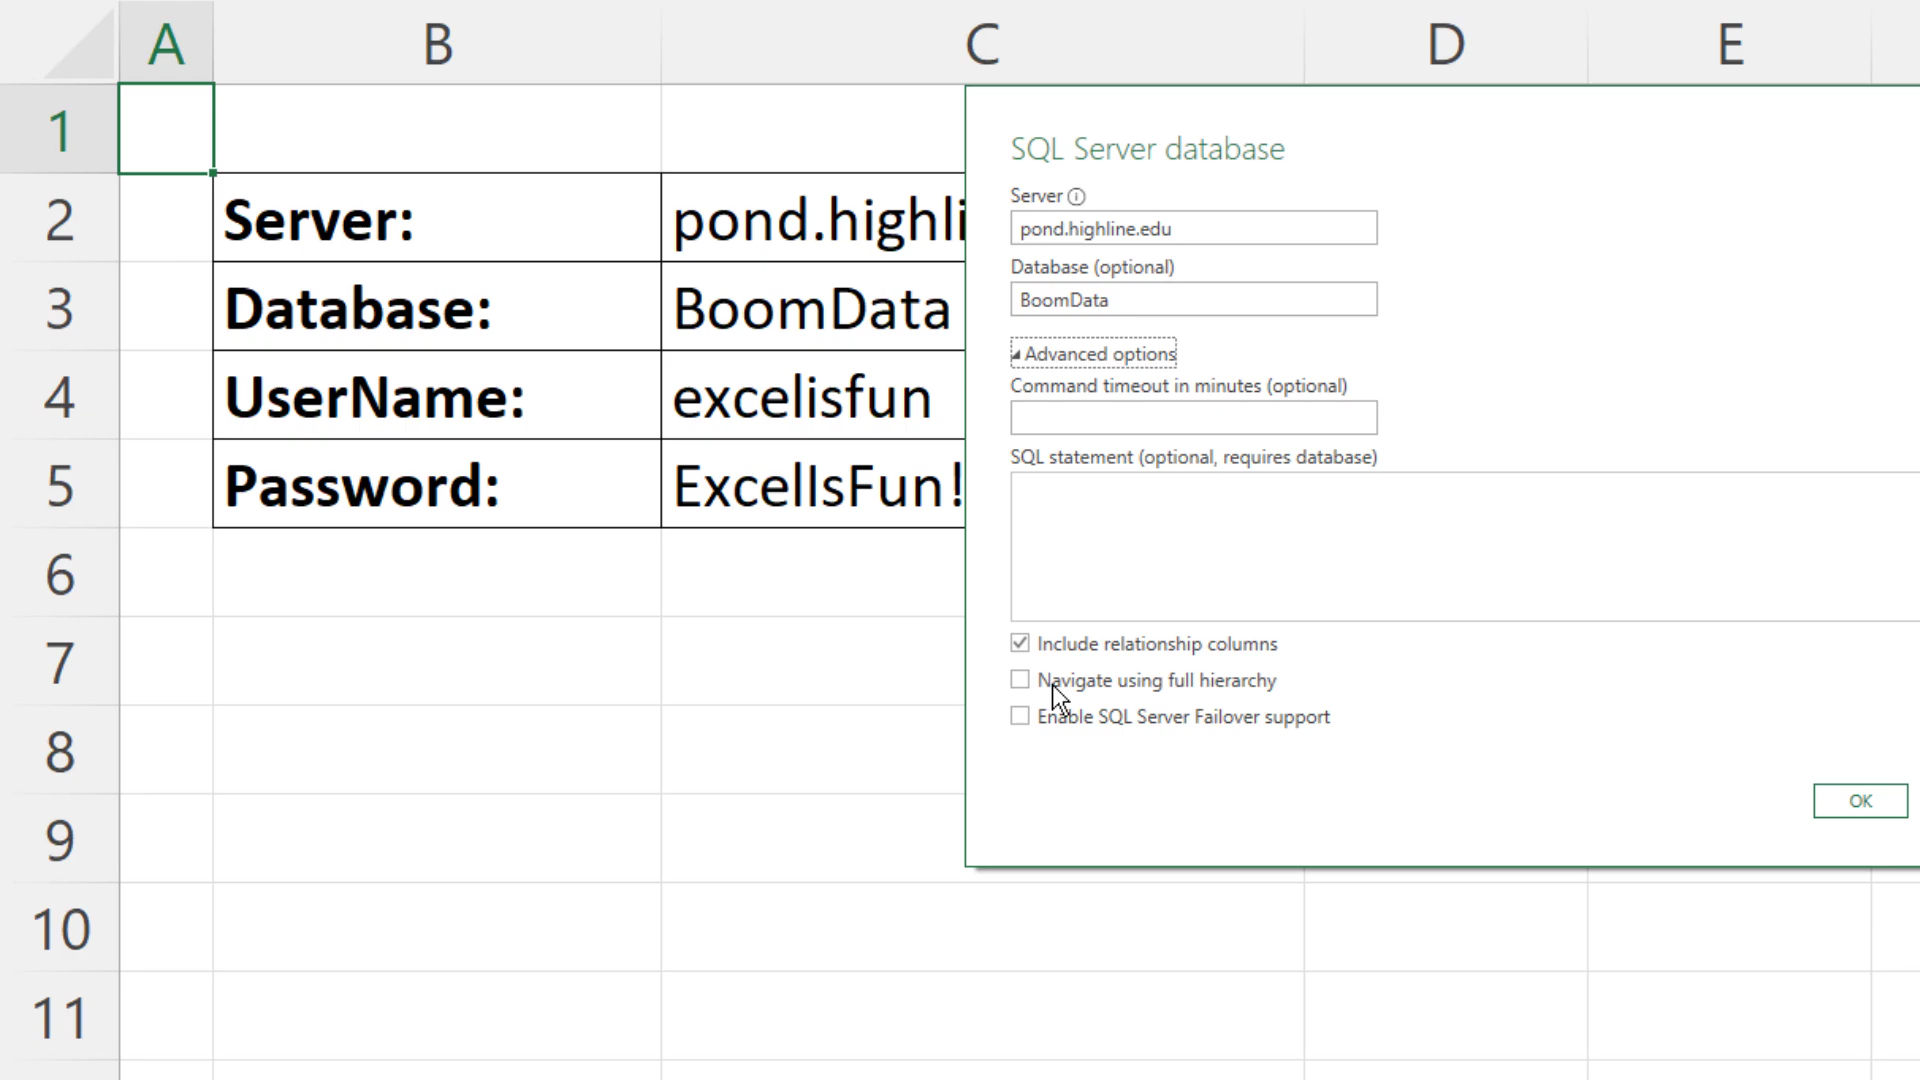 A B C D E
1
2 Server: pond.highli
3 Database: BoomData
4 UserName: excelisfun
5 Password: ExcelIsFun!
6
7
8
9
10
11
SQL Server database
Server
pond.highline.edu
Database (optional)
BoomData
Advanced options
Command timeout in minutes (optional)
SQL statement (optional, requires database)
Include relationship columns
Navigate using full hierarchy
Enable SQL Server Failover support
OK